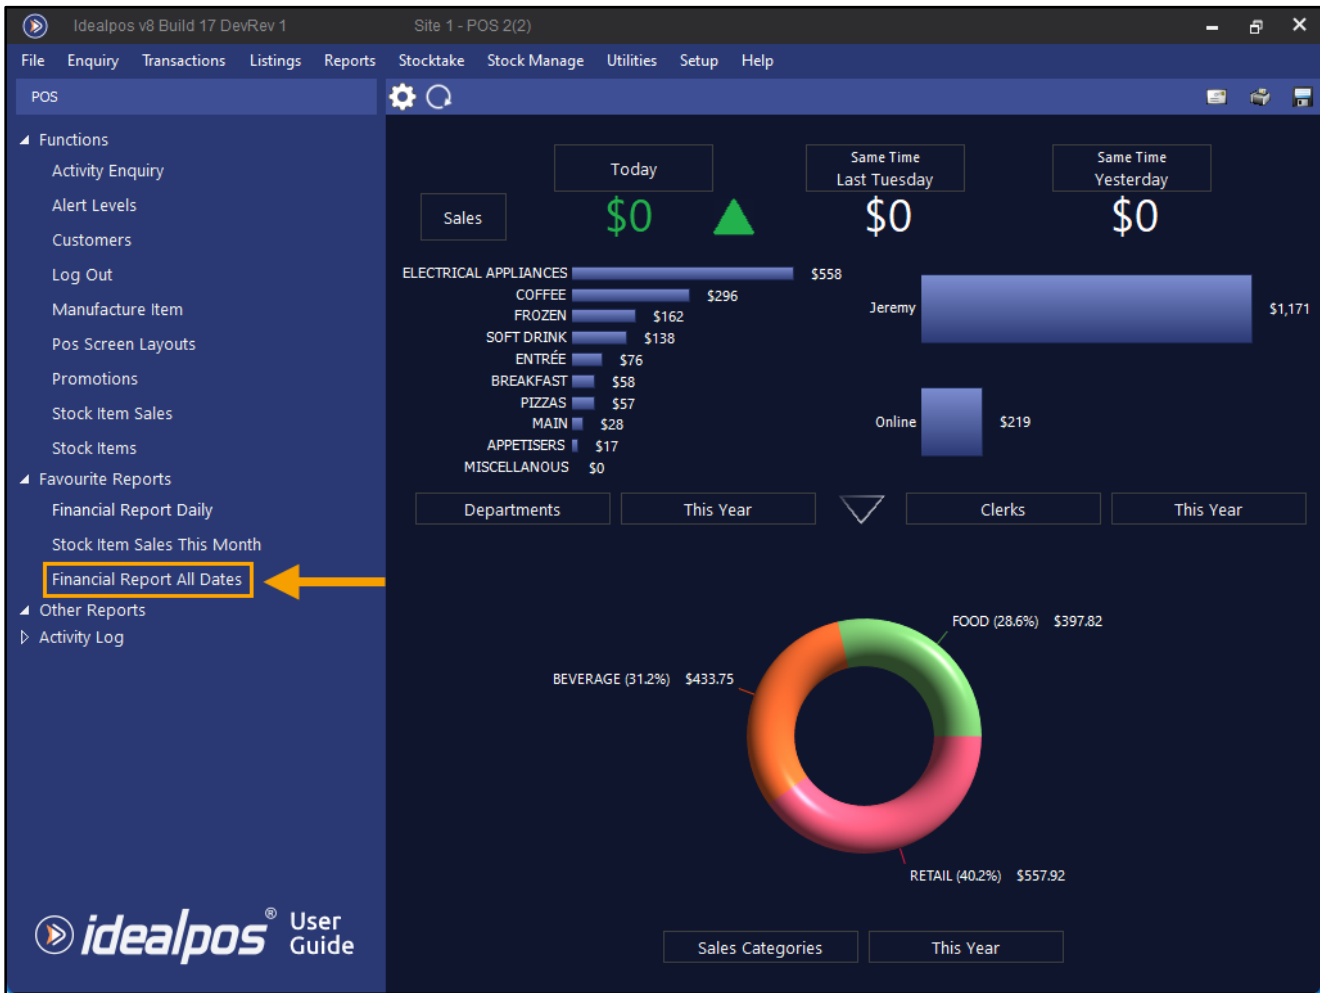 Idealpos v8 Build 17 DevRev 1 Site 1 - POS 2(2)
File Enquiry Transactions Listings Reports Stocktake Stock Manage Utilities Setup Help
POS
Functions
Activity Enquiry
Alert Levels
Customers
Log Out
Manufacture Item
Pos Screen Layouts
Promotions
Stock Item Sales
Stock Items
Favourite Reports
Financial Report Daily
Stock Item Sales This Month
Financial Report All Dates
Other Reports
Activity Log
idealpos® User
Guide
Today
Same Time
Last Tuesday
Same Time
Yesterday
Sales $0 $0 $0
ELECTRICAL APPLIANCES $558
COFFEE $296
FROZEN $162
SOFT DRINK $138
ENTRÉE $76
BREAKFAST $58
PIZZAS $57
MAIN $28
APPETISERS $17
MISCELLANOUS $0
Jeremy $1,171
Online $219
Departments This Year Clerks This Year
FOOD (28.6%) $397.82
BEVERAGE (31.2%) $433.75
RETAIL (40.2%) $557.92
Sales Categories This Year